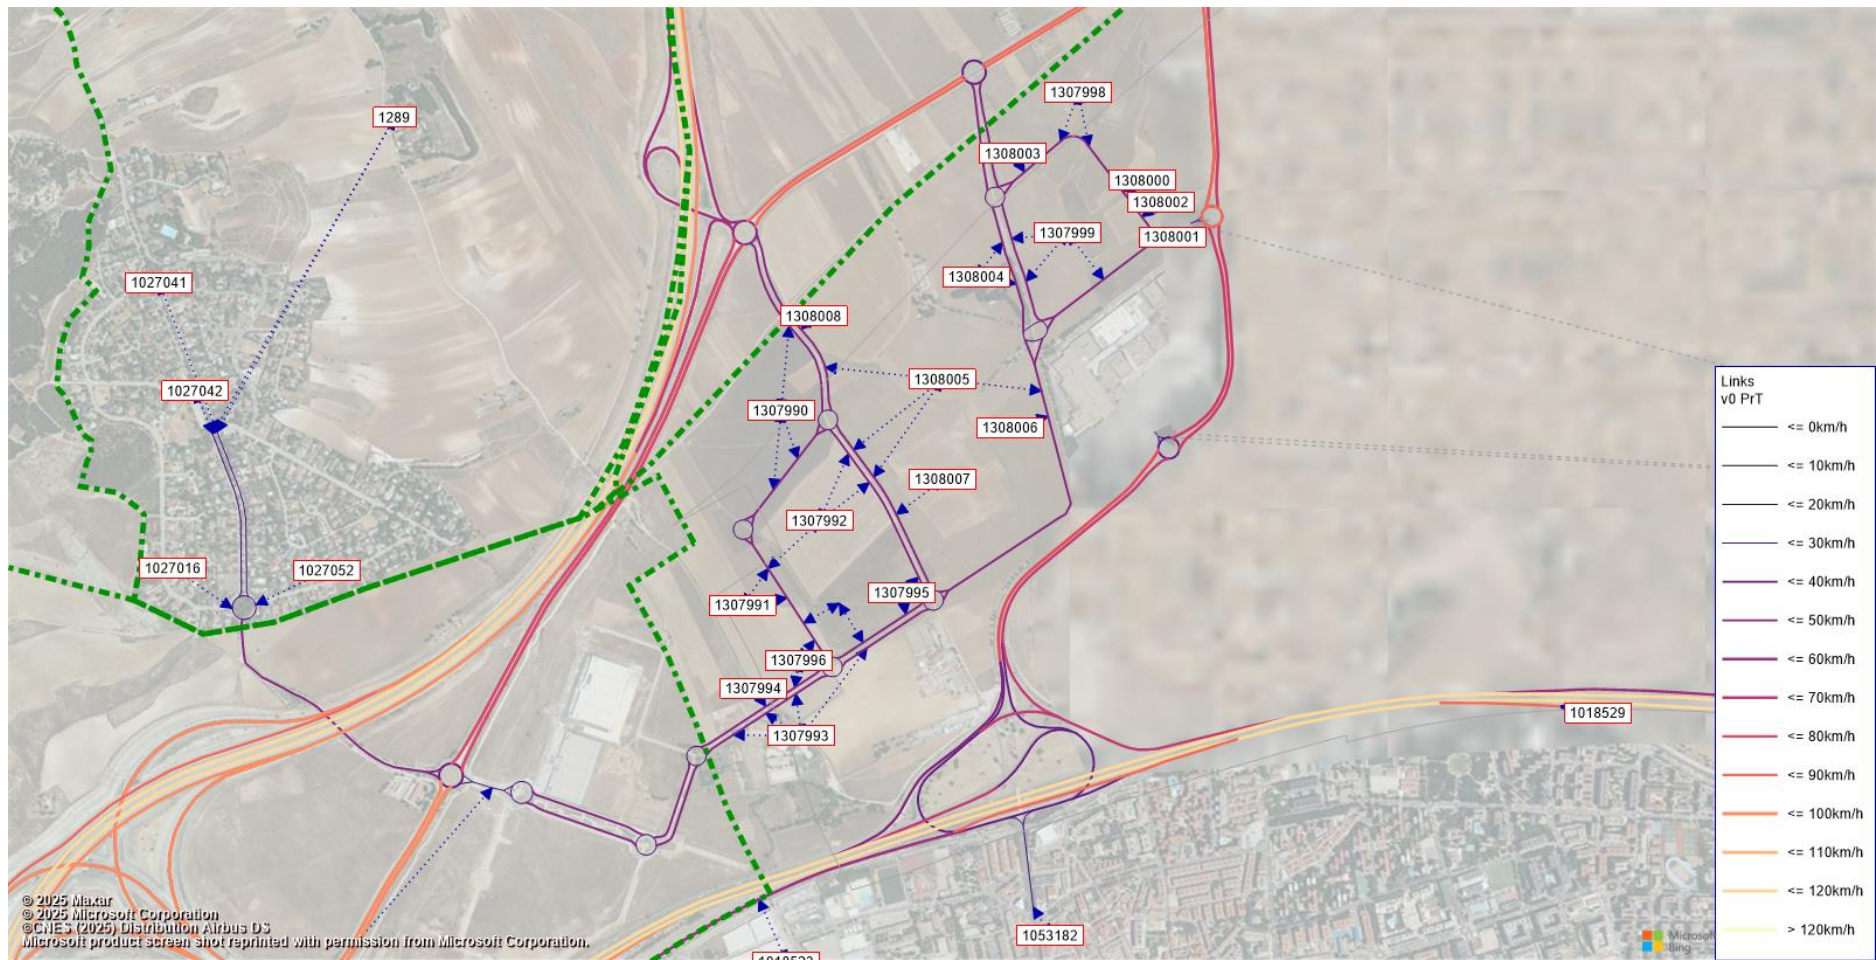 1289
1307998
1308003
1308000
1308002
1307999
1308001
1308004
1027041
1308008
1308005
1027042
1307990
1308006
1308007
1307992
1027016
1027052
1307991
1307995
1307996
1307994
1307993
1018529
1053182
Links
v0 PrT
<= 0km/h
<= 10km/h
<= 20km/h
<= 30km/h
<= 40km/h
<= 50km/h
<= 60km/h
<= 70km/h
<= 80km/h
<= 90km/h
<= 100km/h
<= 110km/h
<= 120km/h
> 120km/h
© 2025 Maxar
© 2025 Microsoft Corporation
©CNES (2025) Distribution Airbus DS
Microsoft product screen shot reprinted with permission from Microsoft Corporation.
Microsoft
Bing